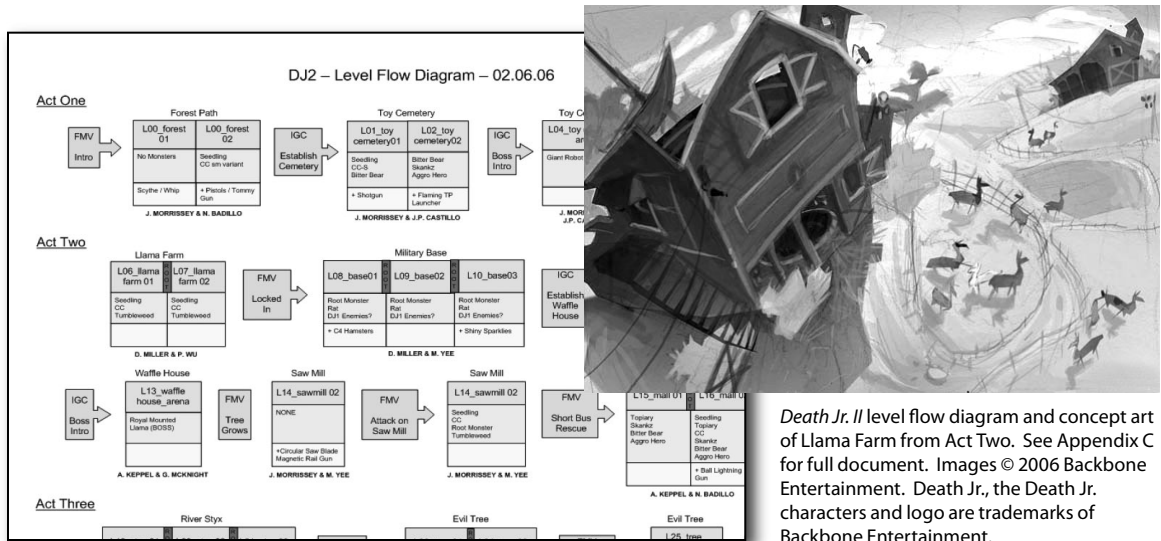 DJ2 – Level Flow Diagram – 02.06.06
Act One
Forest Path
Toy Cemetery
FMV
Intro
L00_forest
01
L00_forest
02
No Monsters
Seedling
CC sm variant
Scythe / Whip
+ Pistols / Tommy
Gun
J. MORRISSEY & N. BADILLO
IGC
Establish
Cemetery
L01_toy
cemetery01
L02_toy
cemetery02
Seedling
CC-S
Bitter Bear
Bitter Bear
Skankz
Aggro Hero
+ Shotgun
+ Flaming TP
Launcher
J. MORRISSEY & J.P. CASTILLO
IGC
Boss
Intro
L04_toy
Giant Robot
Act Two
Llama Farm
L06_llama
farm 01
ROOT
L07_llama
farm 02
Seedling
CC
Tumbleweed
Seedling
CC
Tumbleweed
D. MILLER & P. WU
FMV
Locked
In
Military Base
L08_base01
ROOT
L09_base02
ROOT
L10_base03
Root Monster
Rat
DJ1 Enemies?
Root Monster
Rat
DJ1 Enemies?
Root Monster
Rat
DJ1 Enemies?
+ C4 Hamsters
+ Shiny Sparklies
D. MILLER & M. YEE
IGC
Establish
Waffle
House
IGC
Boss
Intro
Waffle House
L13_waffle
house_arena
Royal Mounted
Llama (BOSS)
A. KEPPEL & G. MCKNIGHT
FMV
Tree
Grows
Saw Mill
L14_sawmill 02
NONE
+Circular Saw Blade
Magnetic Rail Gun
J. MORRISSEY & M. YEE
FMV
Attack on
Saw Mill
Saw Mill
L14_sawmill 02
Seedling
CC
Root Monster
Tumbleweed
J. MORRISSEY & M. YEE
FMV
Short Bus
Rescue
L15_mall 01
L16_mall
Topiary
Skankz
Bitter Bear
Aggro Hero
Seedling
Topiary
CC
Skankz
Bitter Bear
Aggro Hero
+ Ball Lightning
Gun
A. KEPPEL & N. BADILLO
Act Three
River Styx
Evil Tree
Evil Tree
L25_tree
Death Jr. II level flow diagram and concept art
of Llama Farm from Act Two. See Appendix C
for full document. Images © 2006 Backbone
Entertainment. Death Jr., the Death Jr.
characters and logo are trademarks of
Backbone Entertainment.